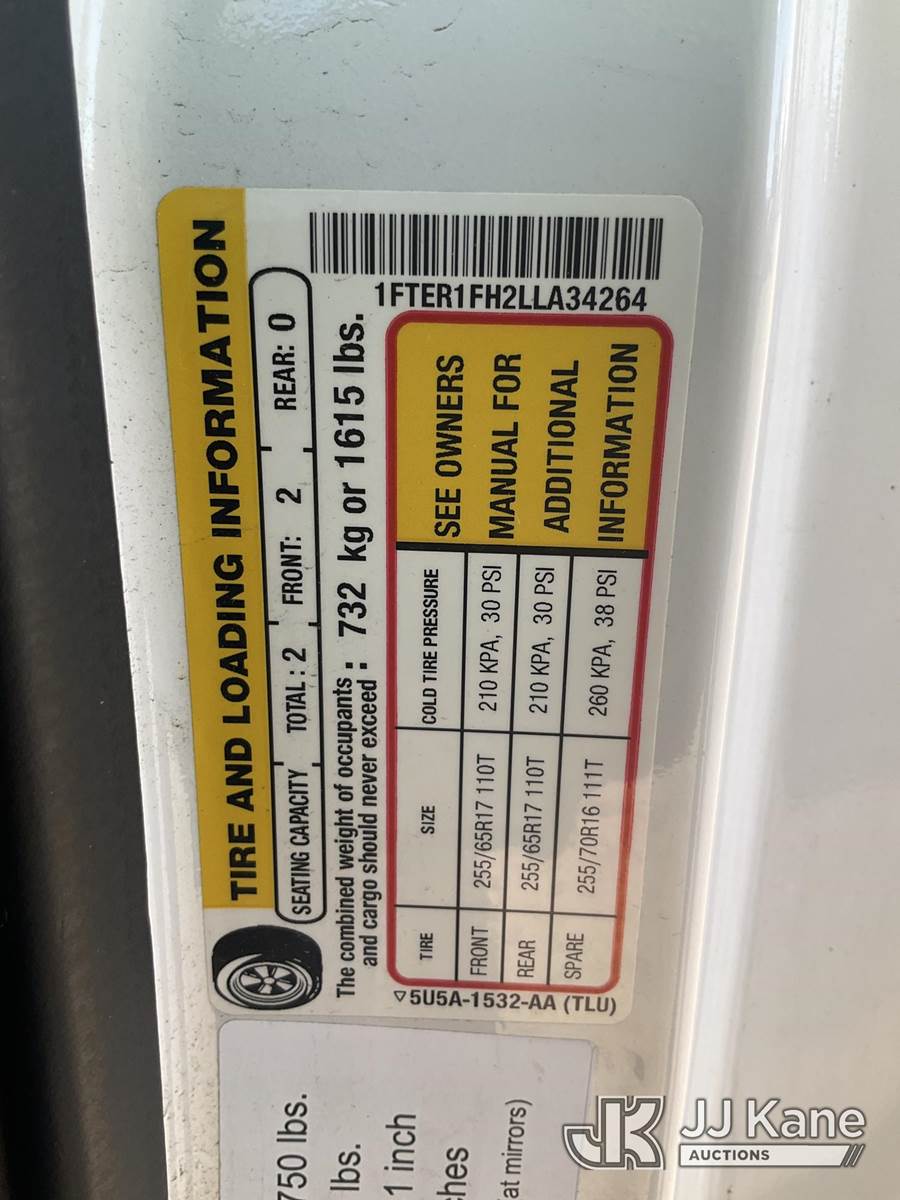 TIRE AND LOADING INFORMATION
SEATING CAPACITY TOTAL : 2 FRONT: 2 REAR: 0
The combined weight of occupants and cargo should never exceed : 732 kg or 1615 lbs.
1FTER1FH2LLA34264
TIRE SIZE COLD TIRE PRESSURE
FRONT 255/65R17 110T 210 KPA, 30 PSI
REAR 255/65R17 110T 210 KPA, 30 PSI
SPARE 255/70R16 111T 260 KPA, 38 PSI
SEE OWNERS
MANUAL FOR
ADDITIONAL
INFORMATION
5U5A-1532-AA (TLU)
750 lbs.
lbs.
1 inch
at mirrors)
JK JJ Kane
AUCTIONS